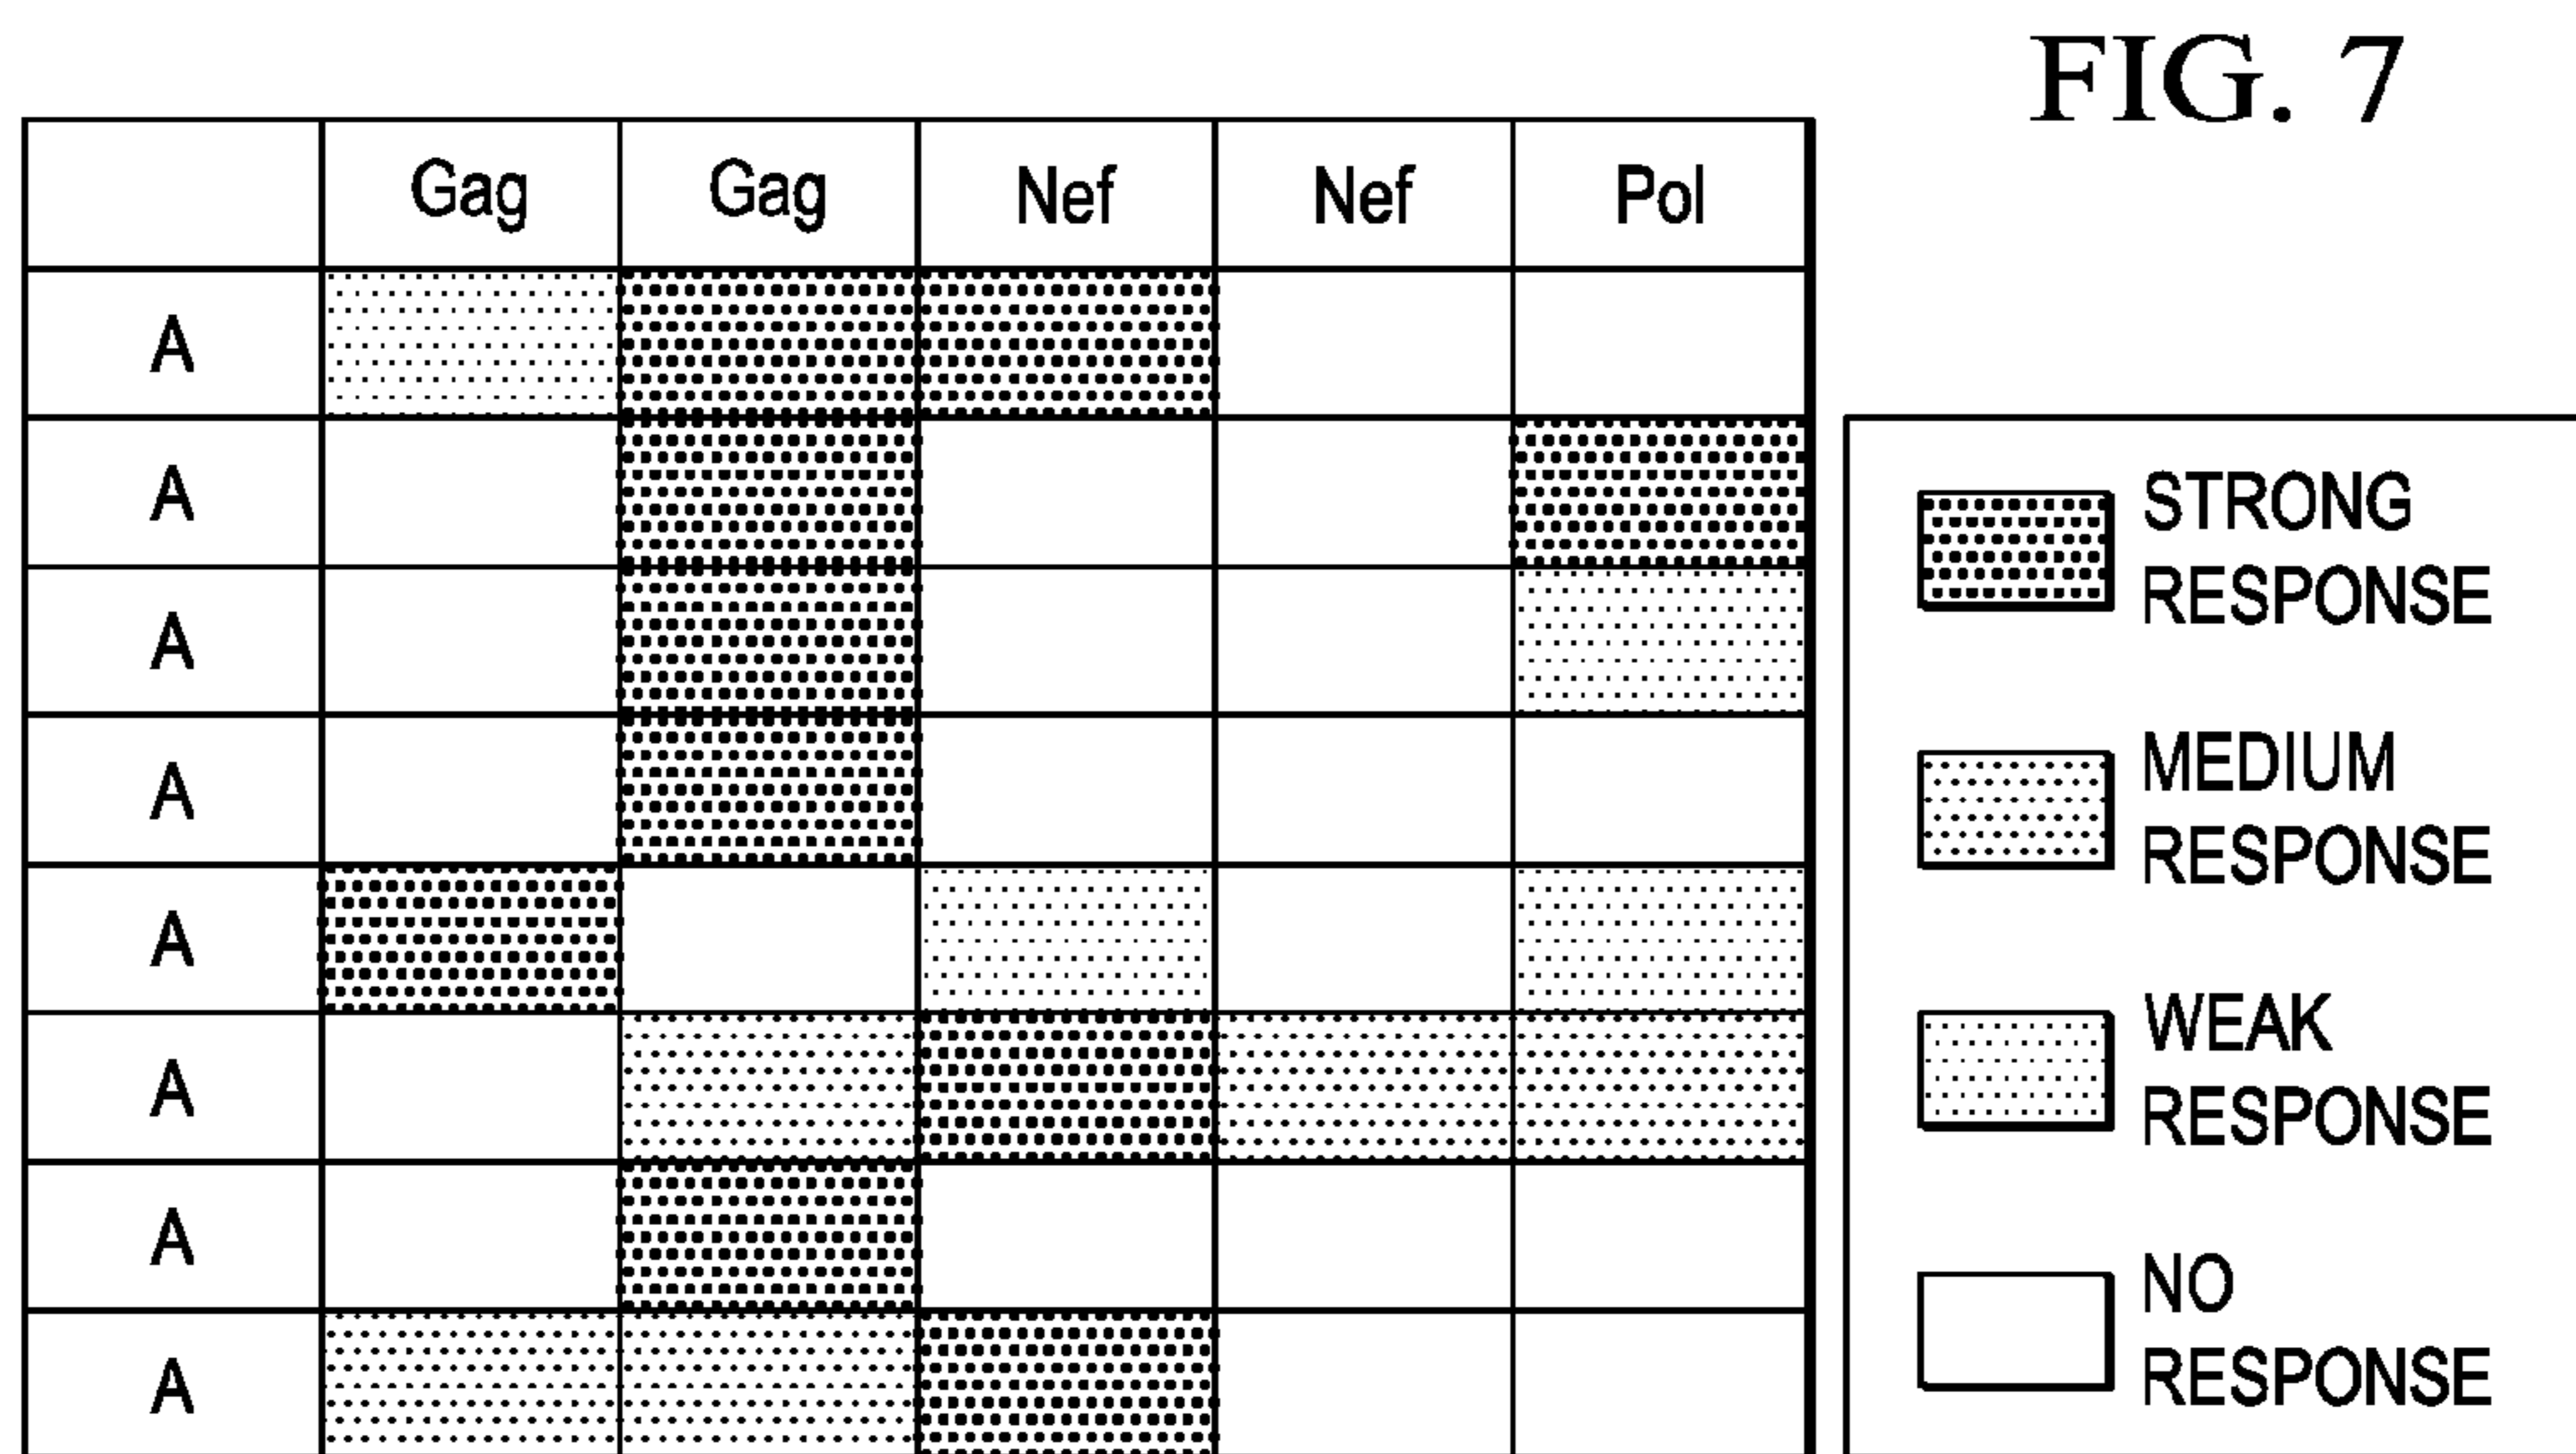 FIG. 7
Gag Gag Nef Nef Pol
A
A
A
A
A
A
A
A
STRONG
RESPONSE
MEDIUM
RESPONSE
WEAK
RESPONSE
NO
RESPONSE